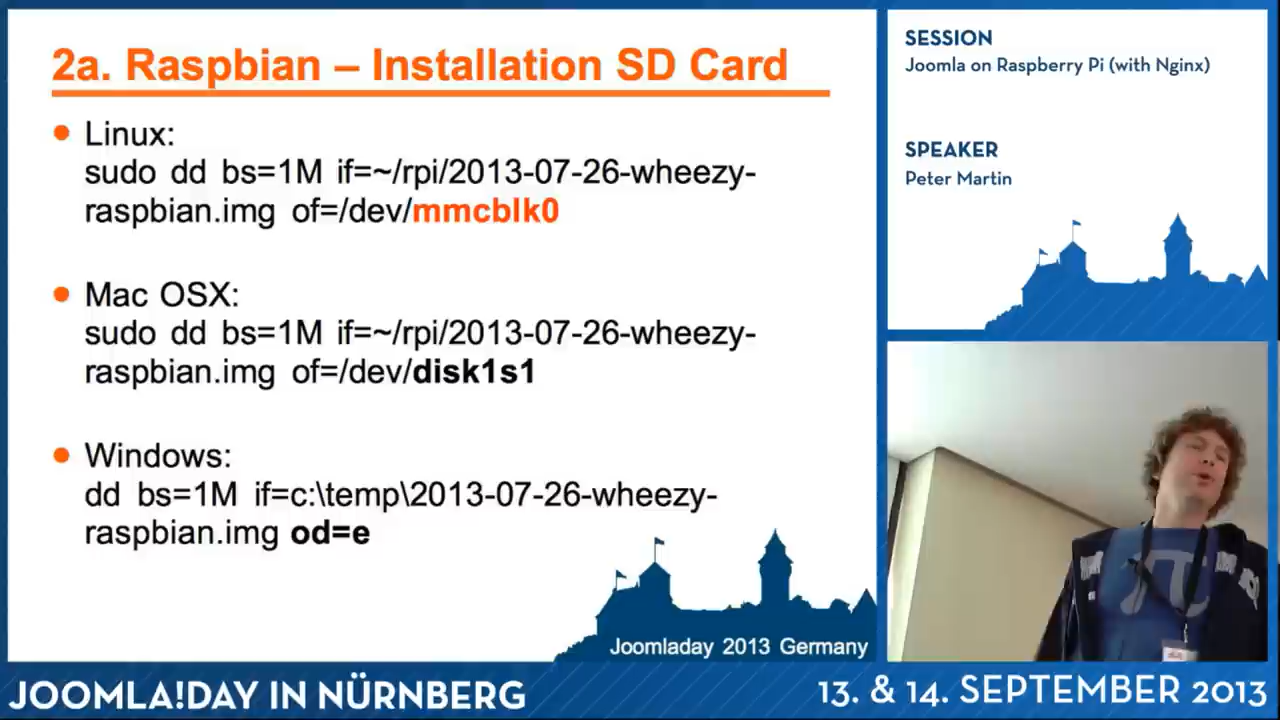 2a. Raspbian – Installation SD Card
Linux:
sudo dd bs=1M if=~/rpi/2013-07-26-wheezy-
raspbian.img of=/dev/mmcblk0
Mac OSX:
sudo dd bs=1M if=~/rpi/2013-07-26-wheezy-
raspbian.img of=/dev/disk1s1
Windows:
dd bs=1M if=c:\temp\2013-07-26-wheezy-
raspbian.img od=e
Joomladay 2013 Germany
SESSION
Joomla on Raspberry Pi (with Nginx)
SPEAKER
Peter Martin
π
JOOMLA!DAY IN NÜRNBERG
13. & 14. SEPTEMBER 2013